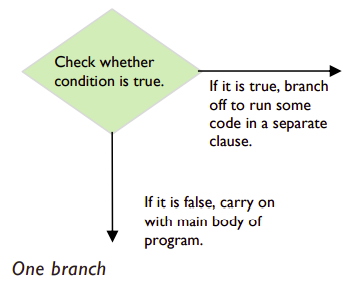 Check whether
condition is true.
If it is true, branch
off to run some
code in a separate
clause.
If it is false, carry on
with main body of
program.
One branch